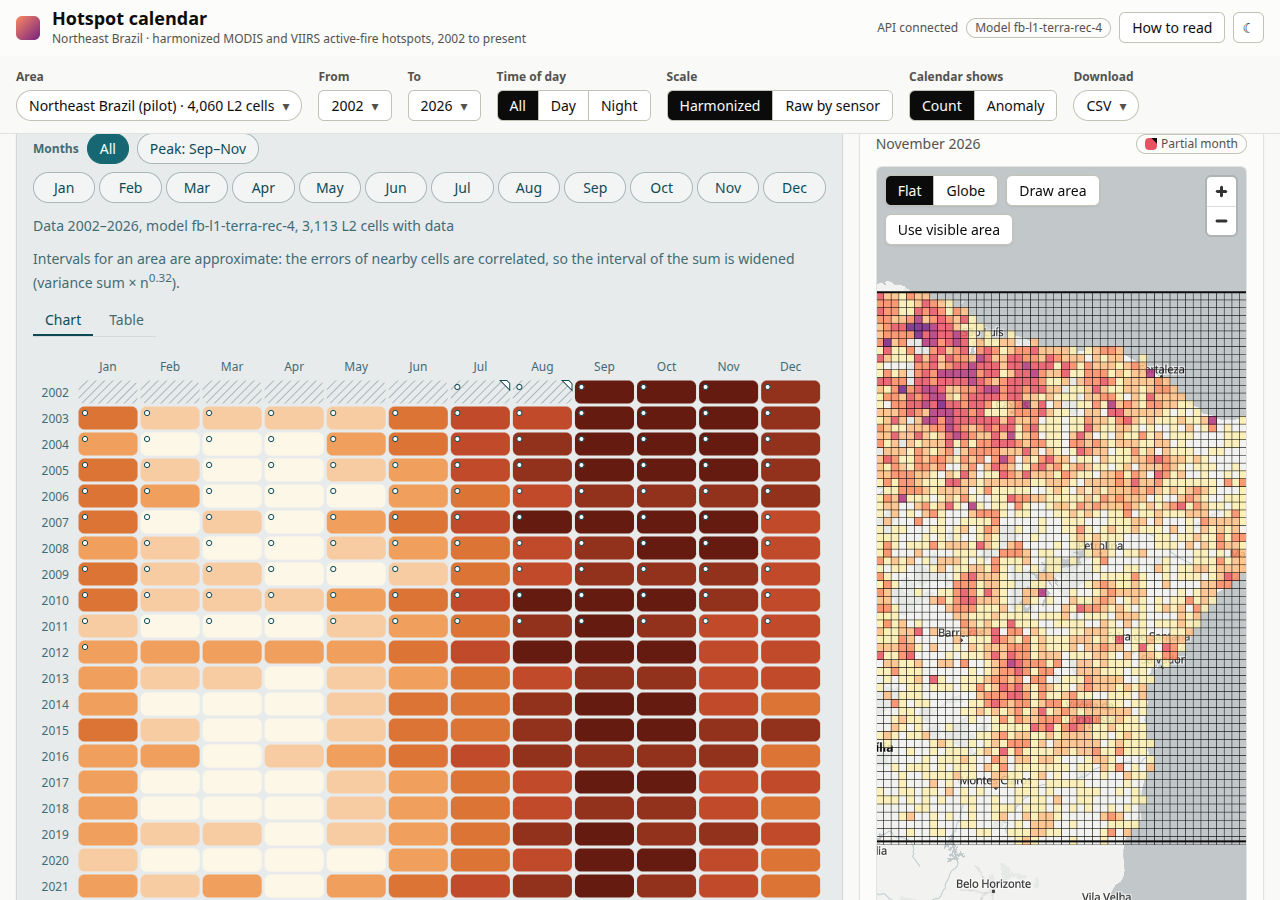 Hotspot calendar
Northeast Brazil · harmonized MODIS and VIIRS active-fire hotspots, 2002 to present
API connected
Model fb-l1-terra-rec-4
How to read
Area
From
To
Time of day
Scale
Calendar shows
Download
Northeast Brazil (pilot) · 4,060 L2 cells
2002
2026
All
Day
Night
Harmonized
Raw by sensor
Count
Anomaly
CSV
Months
All
Peak: Sep–Nov
Jan
Feb
Mar
Apr
May
Jun
Jul
Aug
Sep
Oct
Nov
Dec
Data 2002–2026, model fb-l1-terra-rec-4, 3,113 L2 cells with data
Intervals for an area are approximate: the errors of nearby cells are correlated, so the interval of the sum is widened
(variance sum × n0.32).
Chart
Table
Jan
Feb
Mar
Apr
May
Jun
Jul
Aug
Sep
Oct
Nov
Dec
2002
2003
2004
2005
2006
2007
2008
2009
2010
2011
2012
2013
2014
2015
2016
2017
2018
2019
2020
2021
November 2026
Partial month
Flat
Globe
Draw area
Use visible area
+
−
Belo Horizonte
Vila Velha